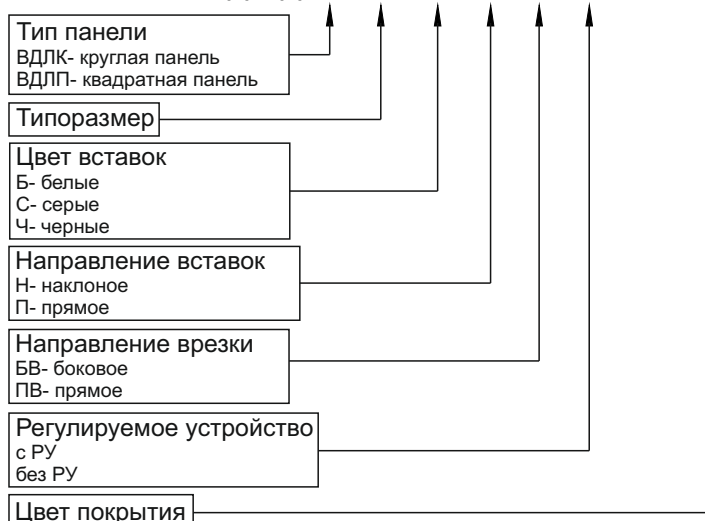 Тип панели
ВДЛК- круглая панель
ВДЛП- квадратная панель
Типоразмер
Цвет вставок
Б- белые
С- серые
Ч- черные
Направление вставок
Н- наклоное
П- прямое
Направление врезки
БВ- боковое
ПВ- прямое
Регулируемое устройство
с РУ
без РУ
Цвет покрытия